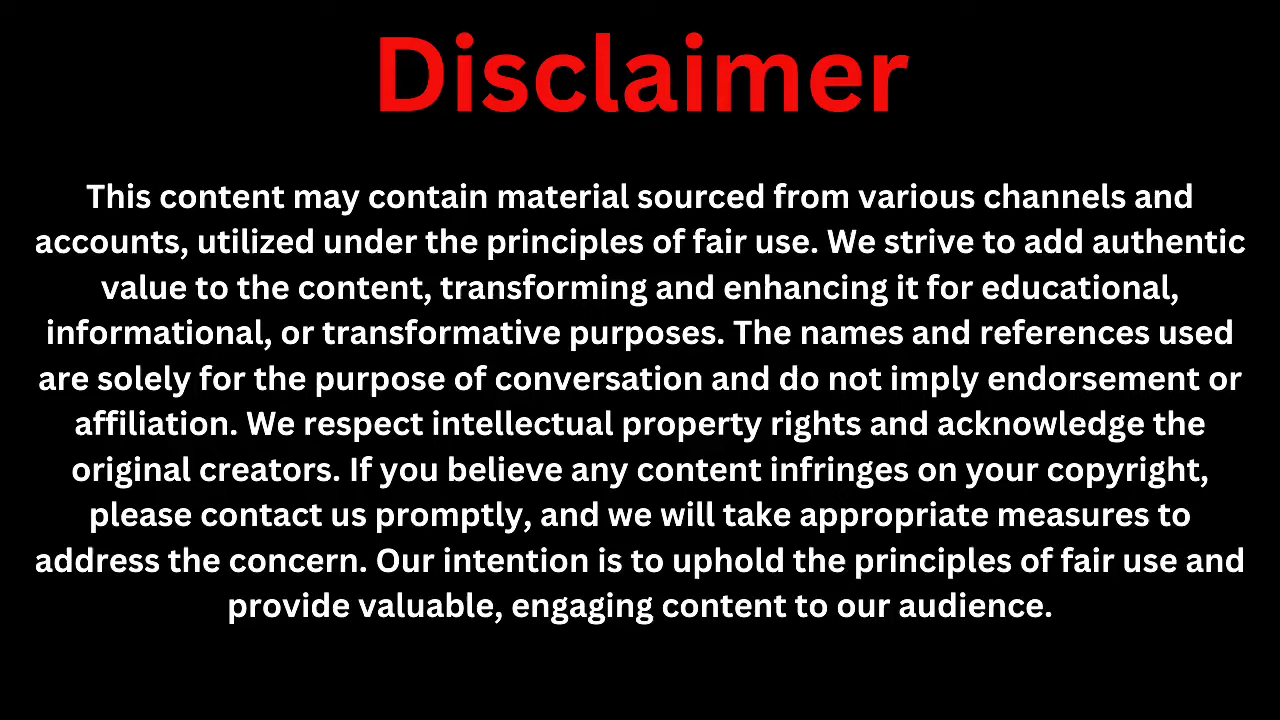 Disclaimer
This content may contain material sourced from various channels and
accounts, utilized under the principles of fair use. We strive to add authentic
value to the content, transforming and enhancing it for educational,
informational, or transformative purposes. The names and references used
are solely for the purpose of conversation and do not imply endorsement or
affiliation. We respect intellectual property rights and acknowledge the
original creators. If you believe any content infringes on your copyright,
please contact us promptly, and we will take appropriate measures to
address the concern. Our intention is to uphold the principles of fair use and
provide valuable, engaging content to our audience.